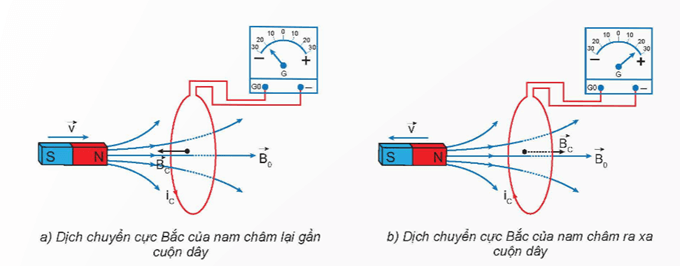 10 0 10
20 20
30 30
− +
G
G0 −
v
S N
B_C
B_0
i_C
a) Dịch chuyển cực Bắc của nam châm lại gần
cuộn dây
10 0 10
20 20
30 30
− +
G
G0 −
v
S N
B_C
B_0
i_C
b) Dịch chuyển cực Bắc của nam châm ra xa
cuộn dây